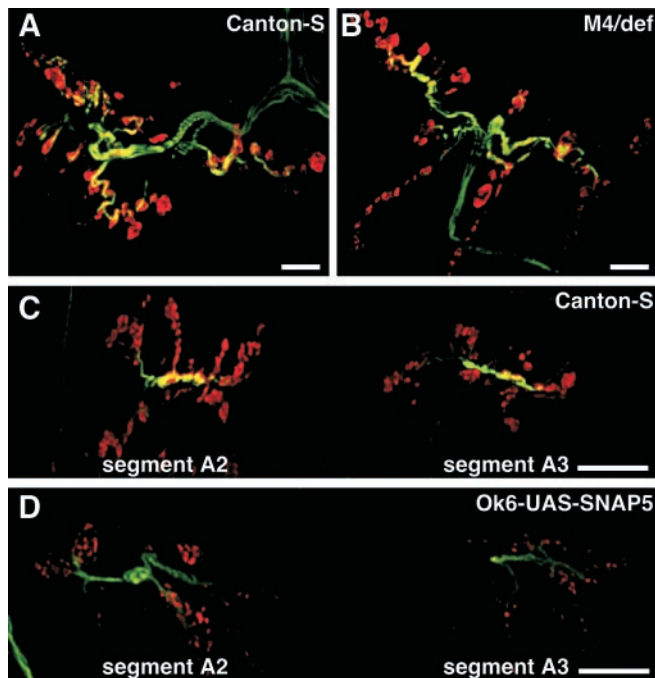 A Canton-S
B M4/def
C Canton-S
segment A2 segment A3
D Ok6-UAS-SNAP5
segment A2 segment A3